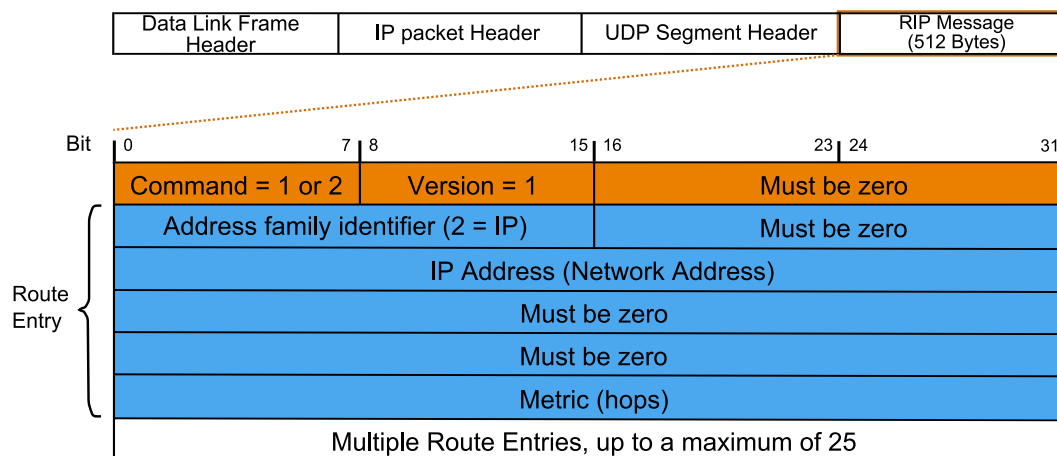 Data Link Frame
Header
IP packet Header
UDP Segment Header
RIP Message
(512 Bytes)
Bit 0 7 8 15 16 23 24 31
Command = 1 or 2 Version = 1 Must be zero
Address family identifier (2 = IP) Must be zero
IP Address (Network Address)
Route
Entry
Must be zero
Must be zero
Metric (hops)
Multiple Route Entries, up to a maximum of 25